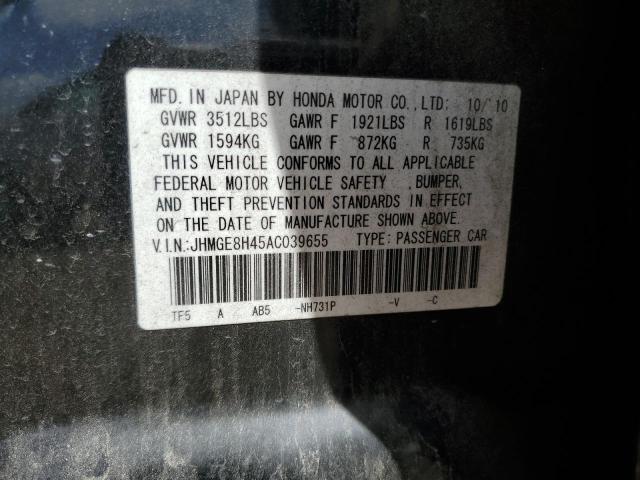 MFD. IN JAPAN BY HONDA MOTOR CO.,LTD: 10/'10
GVWR 3512LBS GAWR F 1921LBS R 1619LBS
GVWR 1594KG GAWR F 872KG R 735KG
THIS VEHICLE CONFORMS TO ALL APPLICABLE
FEDERAL MOTOR VEHICLE SAFETY ,BUMPER,
AND THEFT PREVENTION STANDARDS IN EFFECT
ON THE DATE OF MANUFACTURE SHOWN ABOVE.
V.I.N:JHMGE8H45AC039655 TYPE: PASSENGER CAR
TF5 A AB5 -NH731P -V -C